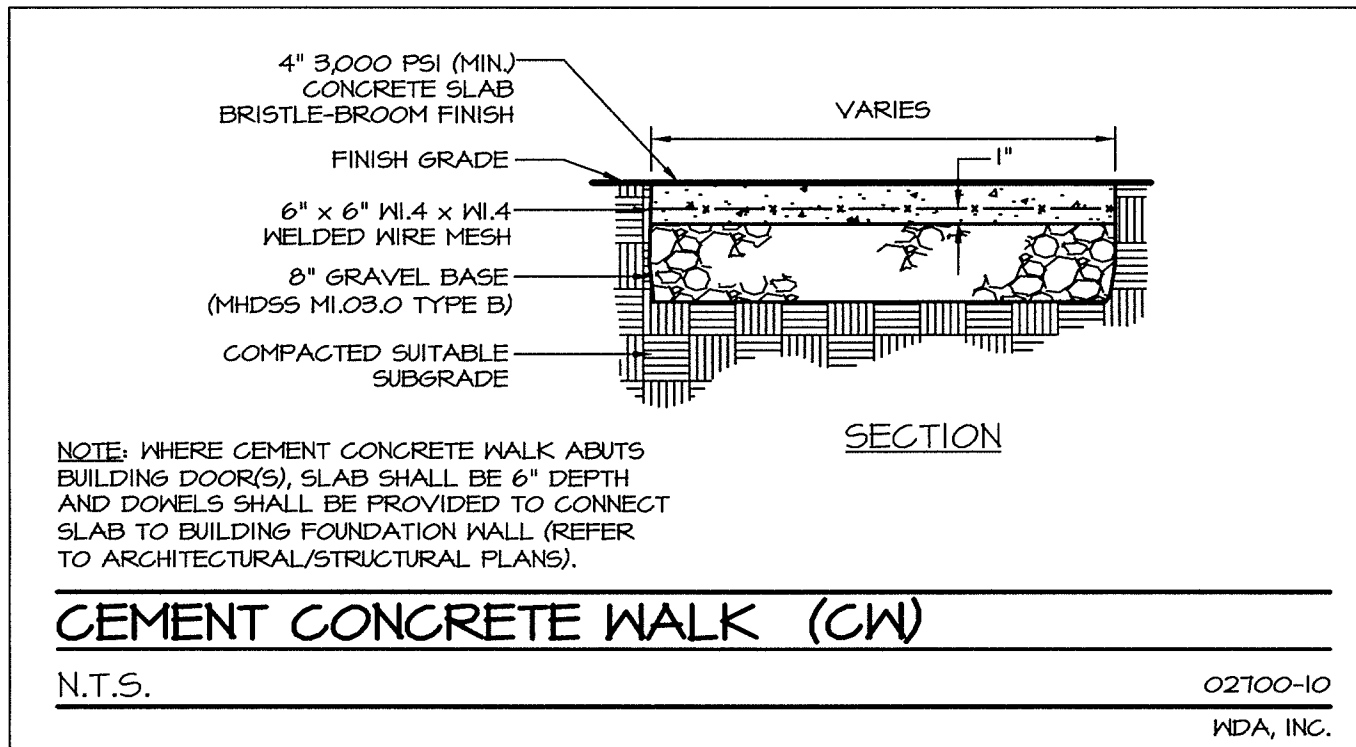 4" 3,000 PSI (MIN.)
CONCRETE SLAB
BRISTLE-BROOM FINISH
VARIES
FINISH GRADE
1"
6" x 6" W1.4 x W1.4
WELDED WIRE MESH
8" GRAVEL BASE
(MHDSS M1.03.0 TYPE B)
COMPACTED SUITABLE
SUBGRADE
SECTION
NOTE: WHERE CEMENT CONCRETE WALK ABUTS
BUILDING DOOR(S), SLAB SHALL BE 6" DEPTH
AND DOWELS SHALL BE PROVIDED TO CONNECT
SLAB TO BUILDING FOUNDATION WALL (REFER
TO ARCHITECTURAL/STRUCTURAL PLANS).
CEMENT CONCRETE WALK (CW)
N.T.S.
02700-10
WDA, INC.